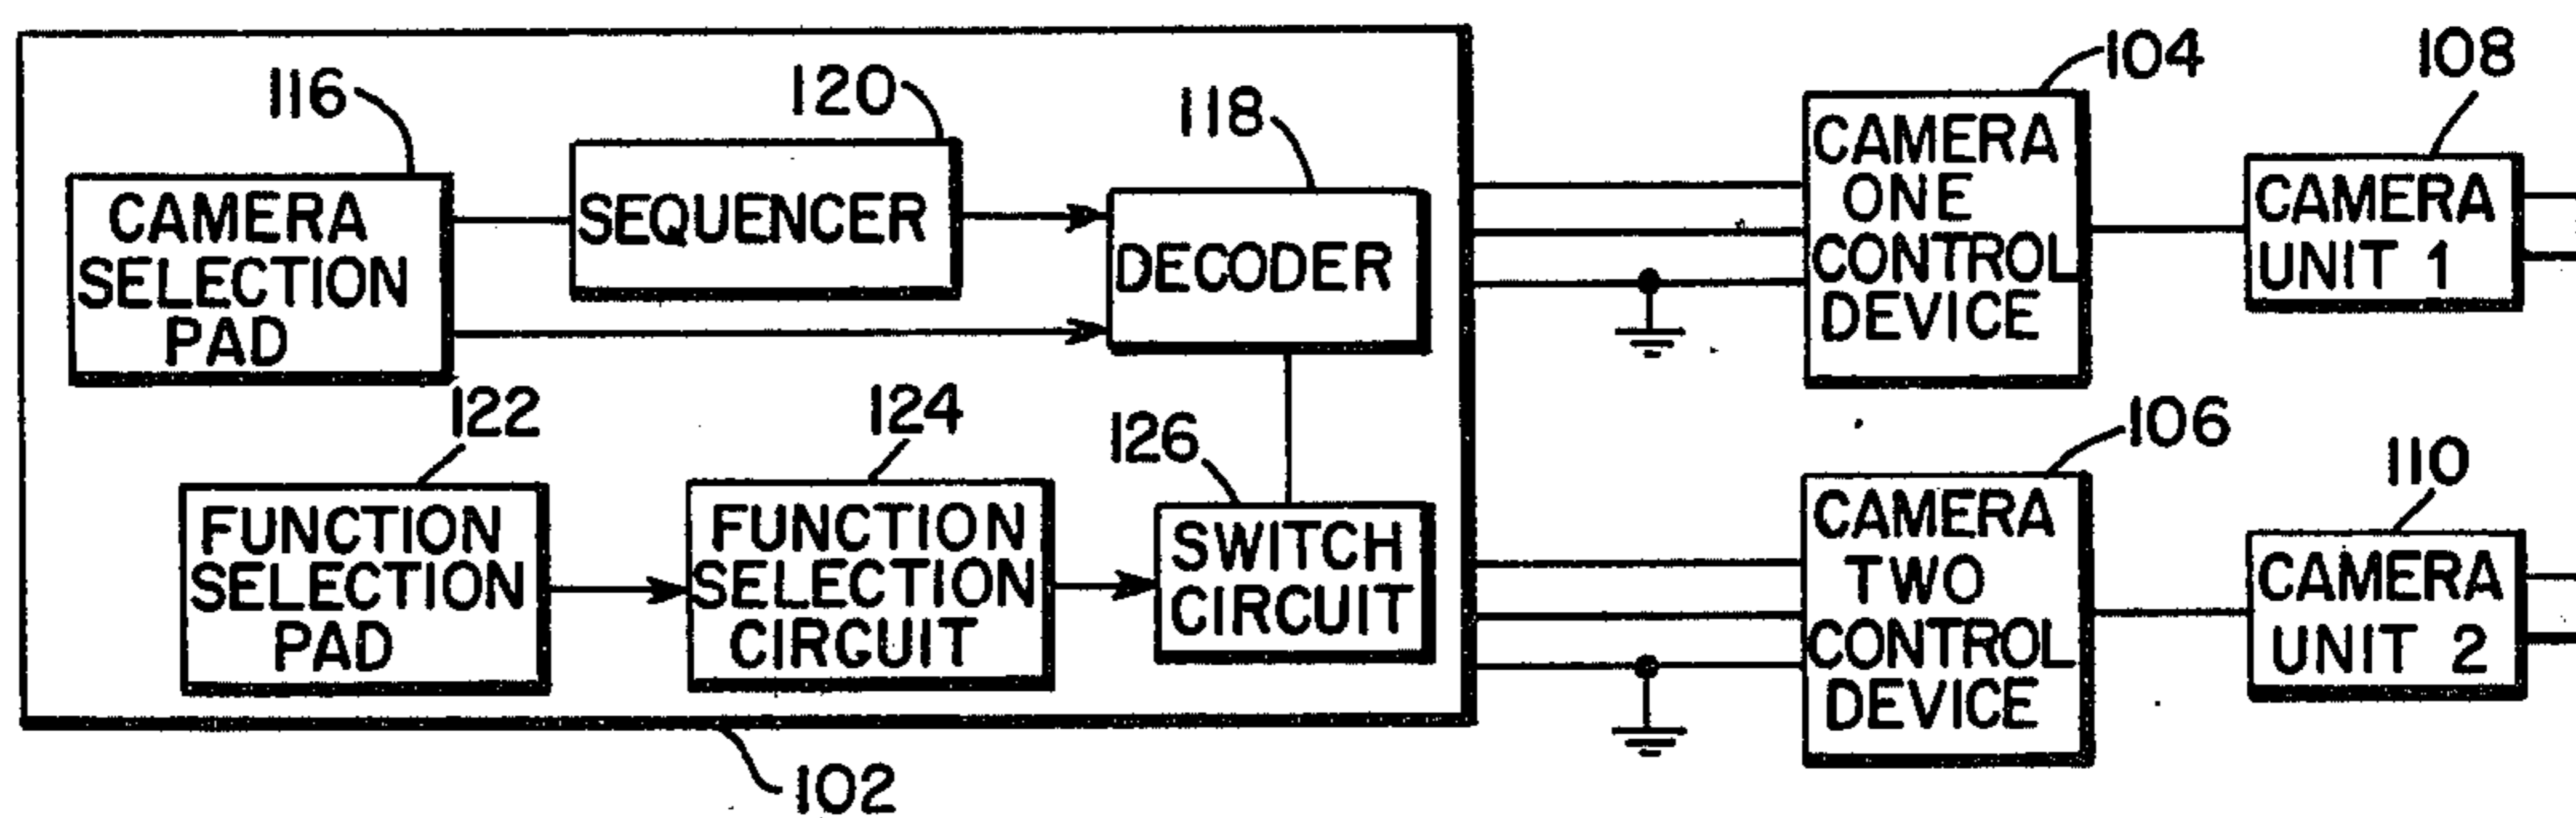 116
120
118
104
108
CAMERA
SELECTION
PAD
SEQUENCER
DECODER
CAMERA
ONE
CONTROL
DEVICE
CAMERA
UNIT 1
122
124
126
106
110
FUNCTION
SELECTION
PAD
FUNCTION
SELECTION
CIRCUIT
SWITCH
CIRCUIT
CAMERA
TWO
CONTROL
DEVICE
CAMERA
UNIT 2
102